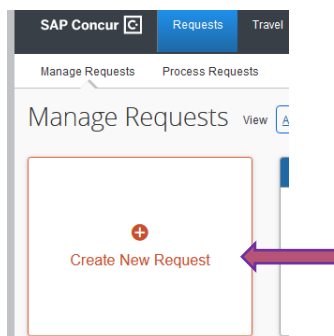 SAP Concur C Requests Travel
Manage Requests Process Requests
Manage Requests View A
Create New Request